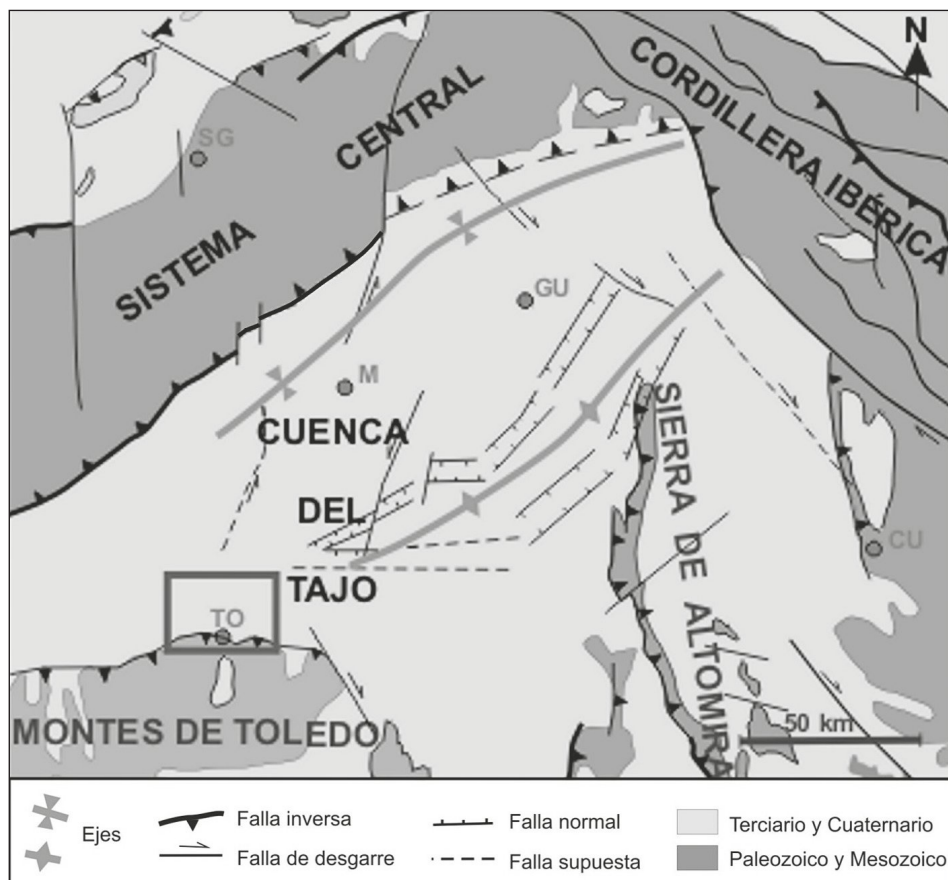 N
CORDILLERA IBÉRICA
CENTRAL
SISTEMA
SG
GU
M
CUENCA
DEL
TAJO
SIERRA DE ALTOMIRA
CU
TO
MONTES DE TOLEDO
50 km
Ejes
Falla inversa
Falla de desgarre
Falla normal
Falla supuesta
Terciario y Cuaternario
Paleozoico y Mesozoico